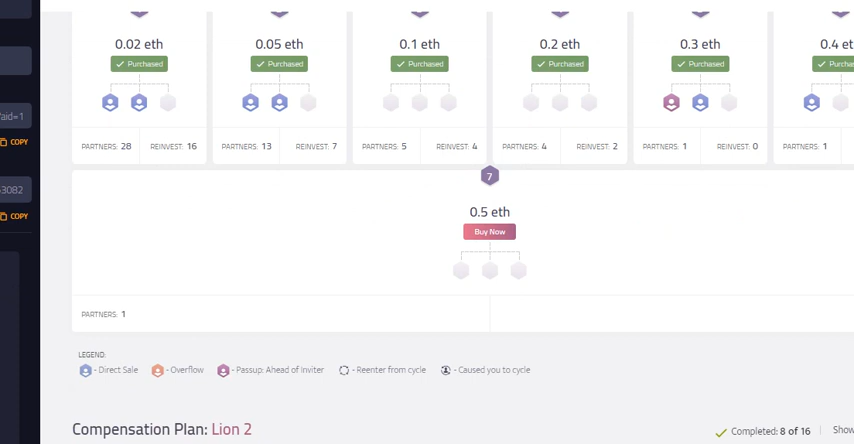 0.02 eth 0.05 eth 0.1 eth 0.2 eth 0.3 eth 0.4 et
Purchased Purchased Purchased Purchased Purchased Purcha
/aid=1
COPY
PARTNERS: 28 REINVEST: 16 PARTNERS: 13 REINVEST: 7 PARTNERS: 5 REINVEST: 4 PARTNERS: 4 REINVEST: 2 PARTNERS: 1 REINVEST: 0 PARTNERS: 1
7
3082
0.5 eth
COPY
Buy Now
PARTNERS: 1
LEGEND:
- Direct Sale - Overflow - Passup: Ahead of Inviter - Reenter from cycle - Caused you to cycle
Compensation Plan: Lion 2 Completed: 8 of 16 Show